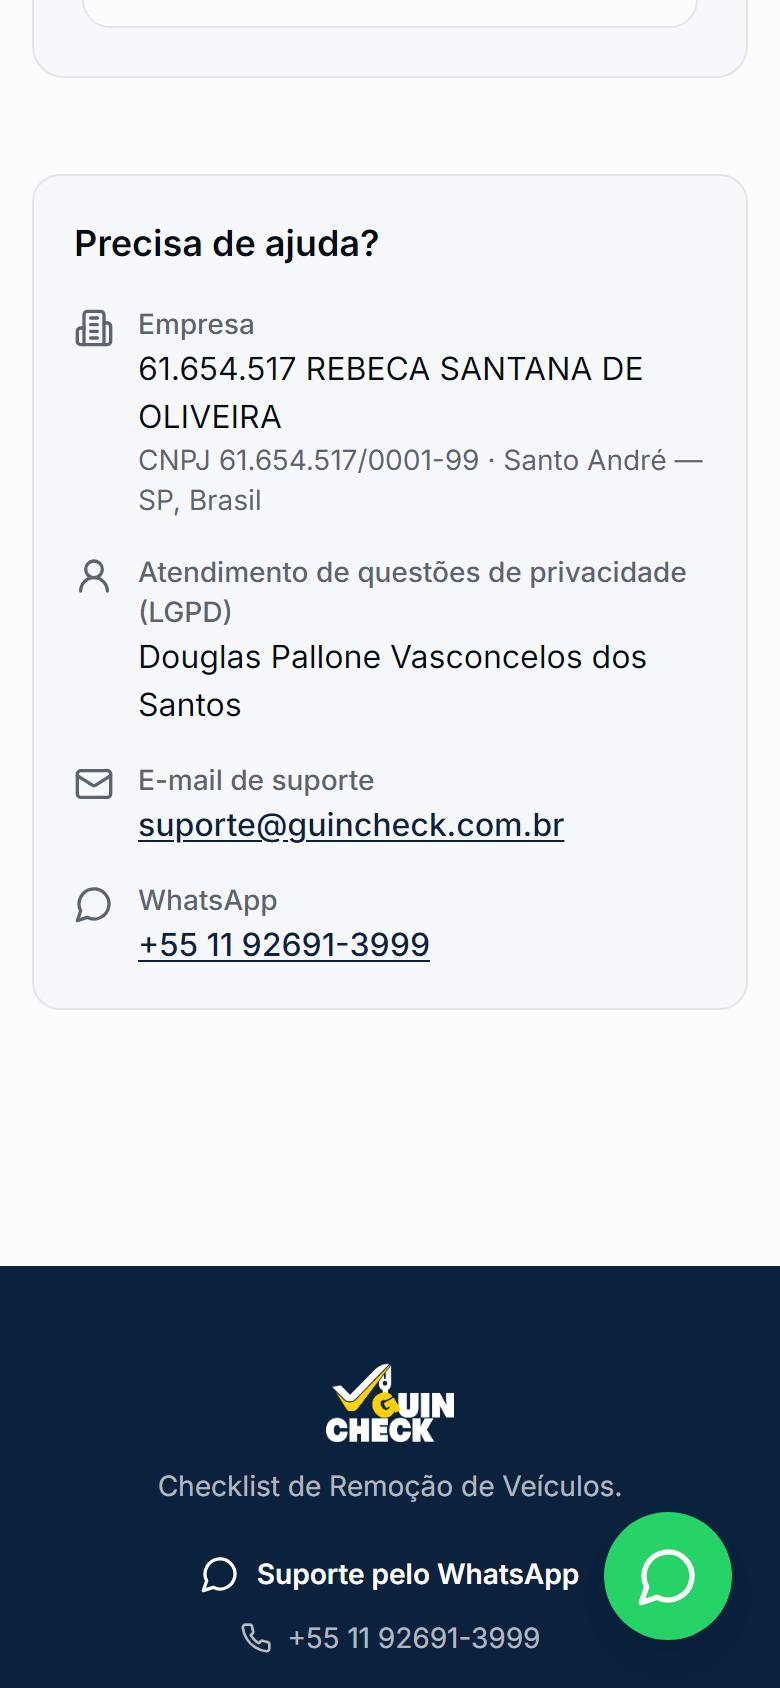 Precisa de ajuda?
Empresa
61.654.517 REBECA SANTANA DE
OLIVEIRA
CNPJ 61.654.517/0001-99 · Santo André —
SP, Brasil
Atendimento de questões de privacidade
(LGPD)
Douglas Pallone Vasconcelos dos
Santos
E-mail de suporte
suporte@guincheck.com.br
WhatsApp
+55 11 92691-3999
GUIN
CHECK
Checklist de Remoção de Veículos.
Suporte pelo WhatsApp
+55 11 92691-3999